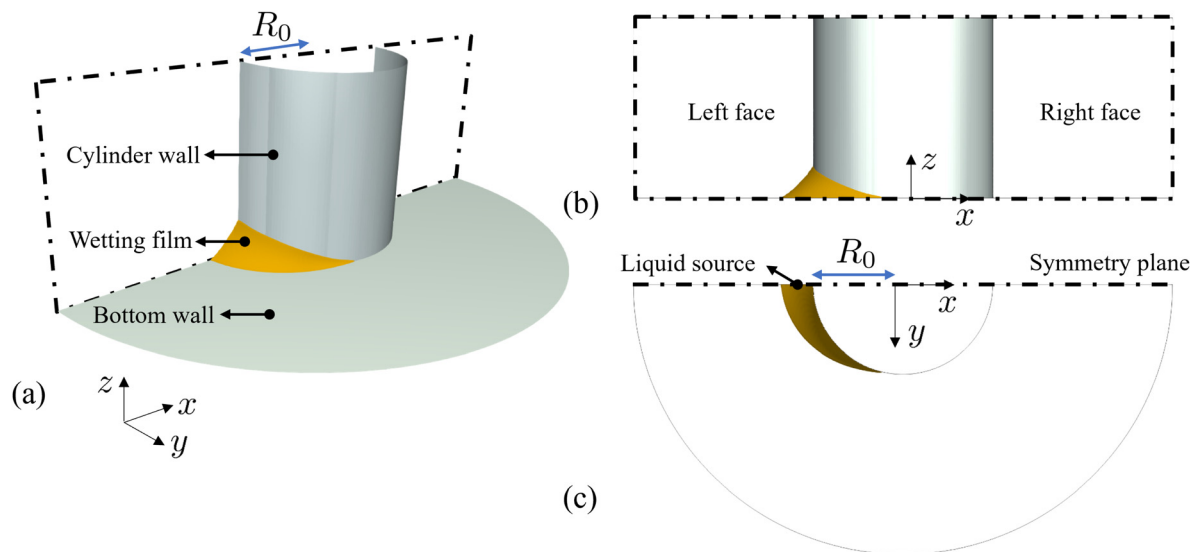 R₀
Cylinder wall
Wetting film
Bottom wall
(a)
z
x
y
Left face
Right face
z
x
(b)
Liquid source
R₀
Symmetry plane
x
y
(c)